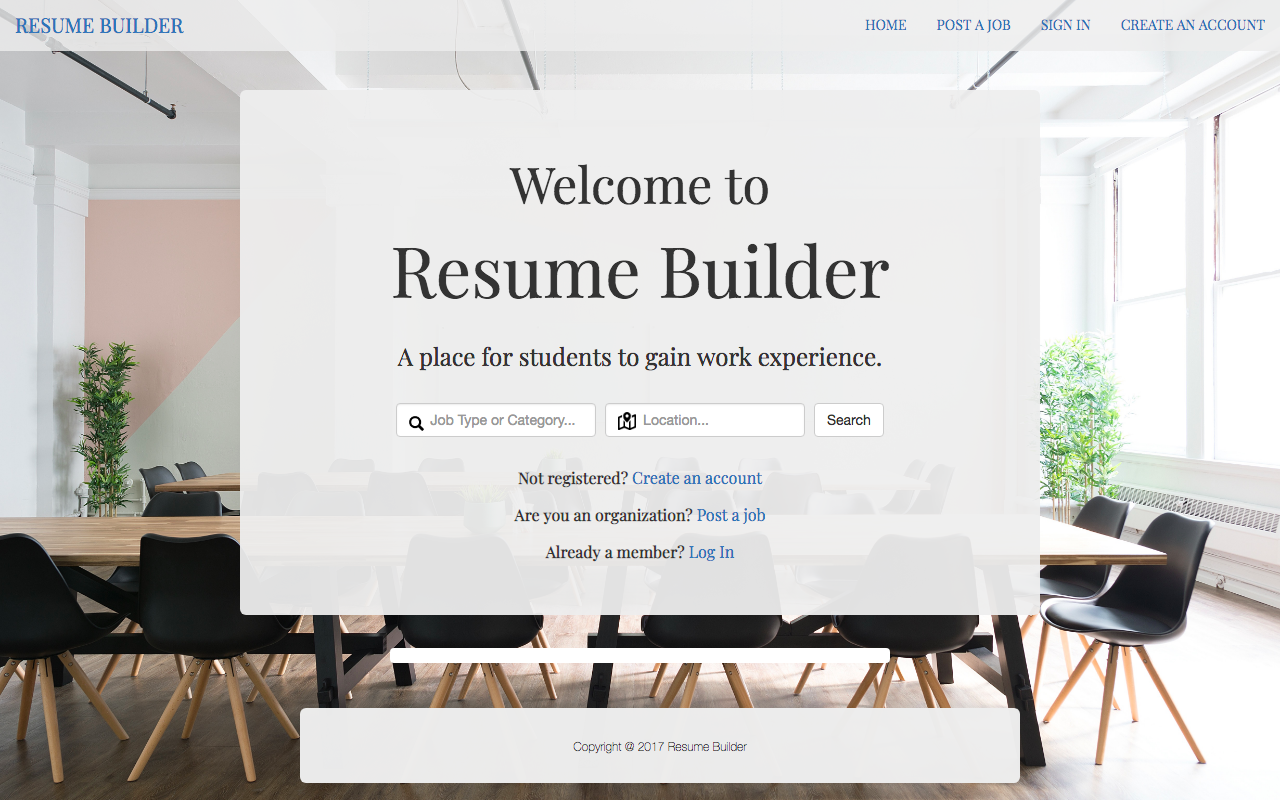 RESUME BUILDER
HOME POST A JOB SIGN IN CREATE AN ACCOUNT
Welcome to
Resume Builder
A place for students to gain work experience.
Job Type or Category... Location... Search
Not registered? Create an account
Are you an organization? Post a job
Already a member? Log In
Copyright @ 2017 Resume Builder